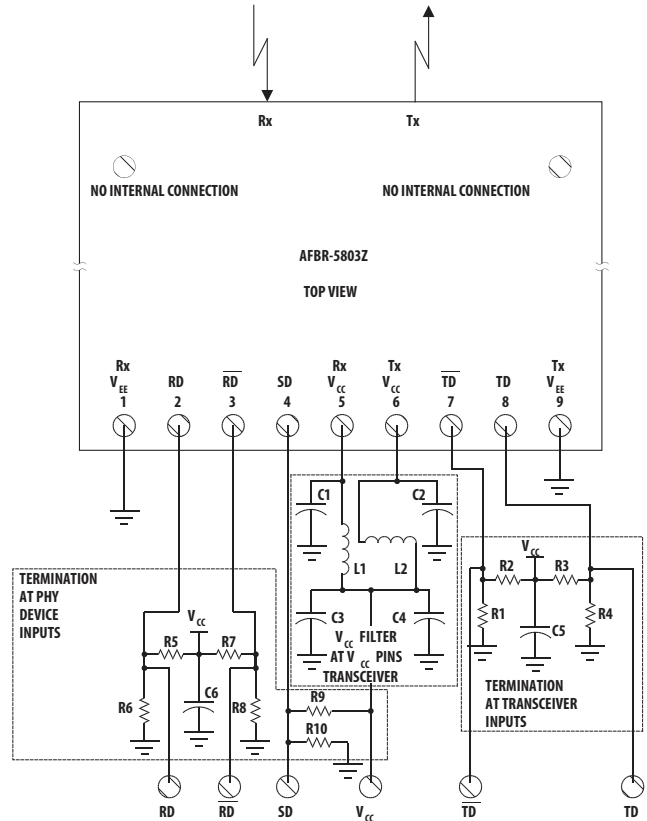 Rx Tx
NO INTERNAL CONNECTION NO INTERNAL CONNECTION
AFBR-5803Z
TOP VIEW
Rx Rx Tx Tx
VEE RD RD SD VCC VCC TD TD VEE
1 2 3 4 5 6 7 8 9
C1 C2
L1 L2
VCC
R2 R3
TERMINATION
AT PHY
DEVICE
INPUTS
C3 C4
R1 C5 R4
VCC
VCC FILTER
AT VCC PINS
TRANSCEIVER
R5 R7
TERMINATION
AT TRANSCEIVER
INPUTS
R6 C6 R8
R9
R10
RD RD SD VCC TD TD